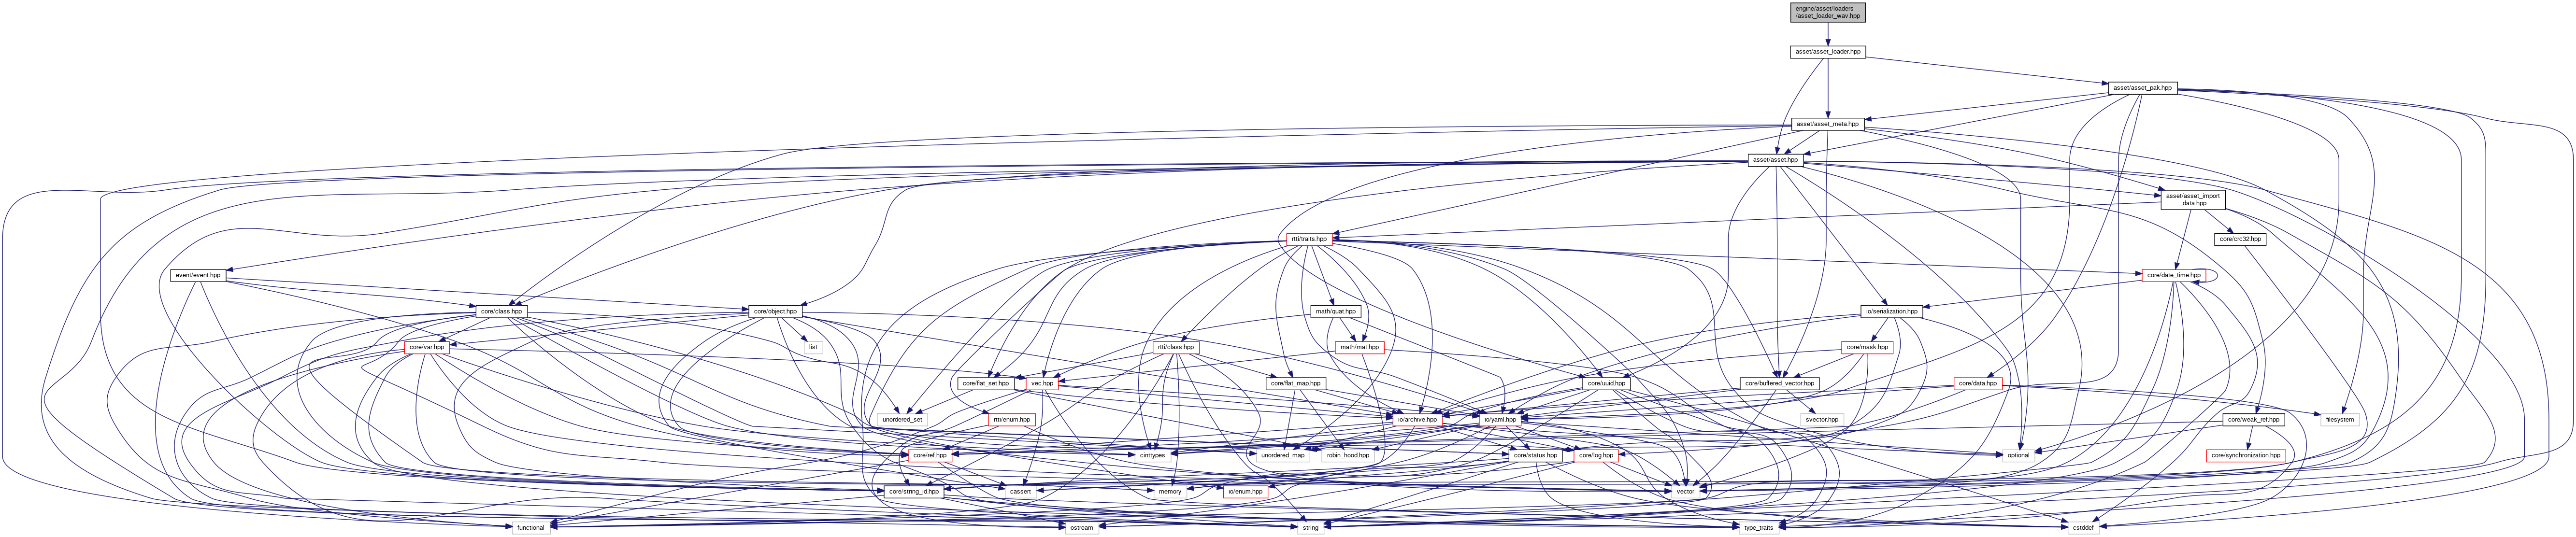 engine/asset/loaders
/asset_loader_wav.hpp
asset/asset_loader.hpp
asset/asset_pak.hpp
asset/asset_meta.hpp
asset/asset.hpp
asset/asset_import
_data.hpp
rtti/traits.hpp
core/crc32.hpp
event/event.hpp
core/date_time.hpp
core/class.hpp
core/object.hpp
math/quat.hpp
io/serialization.hpp
core/var.hpp
list
rtti/class.hpp
math/mat.hpp
core/mask.hpp
core/flat_set.hpp
vec.hpp
core/flat_map.hpp
core/uuid.hpp
core/buffered_vector.hpp
core/data.hpp
unordered_set
rtti/enum.hpp
io/archive.hpp
io/yaml.hpp
svector.hpp
core/weak_ref.hpp
filesystem
core/ref.hpp
cinttypes
unordered_map
robin_hood.hpp
core/status.hpp
core/log.hpp
optional
core/synchronization.hpp
core/string_id.hpp
cassert
memory
io/enum.hpp
vector
functional
ostream
string
type_traits
cstddef